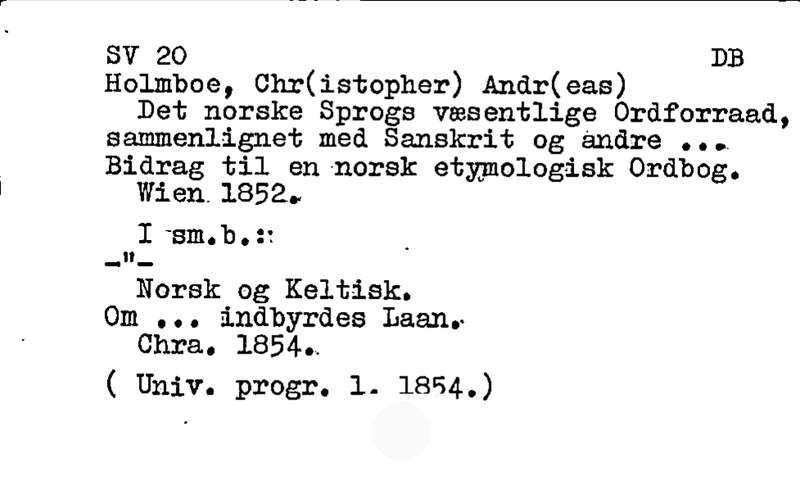 SV 20 DB
Holmboe, Chr(istopher) Andr(eas)
Det norske Sprogs væsentlige Ordforraad,
sammenlignet med Sanskrit og andre ...
Bidrag til en norsk etymologisk Ordbog.
Wien 1852.
I sm.b.::
—"—
Norsk og Keltisk.
Om ... indbyrdes Laan.
Chra. 1854.
( Univ. progr. 1. 1854.)